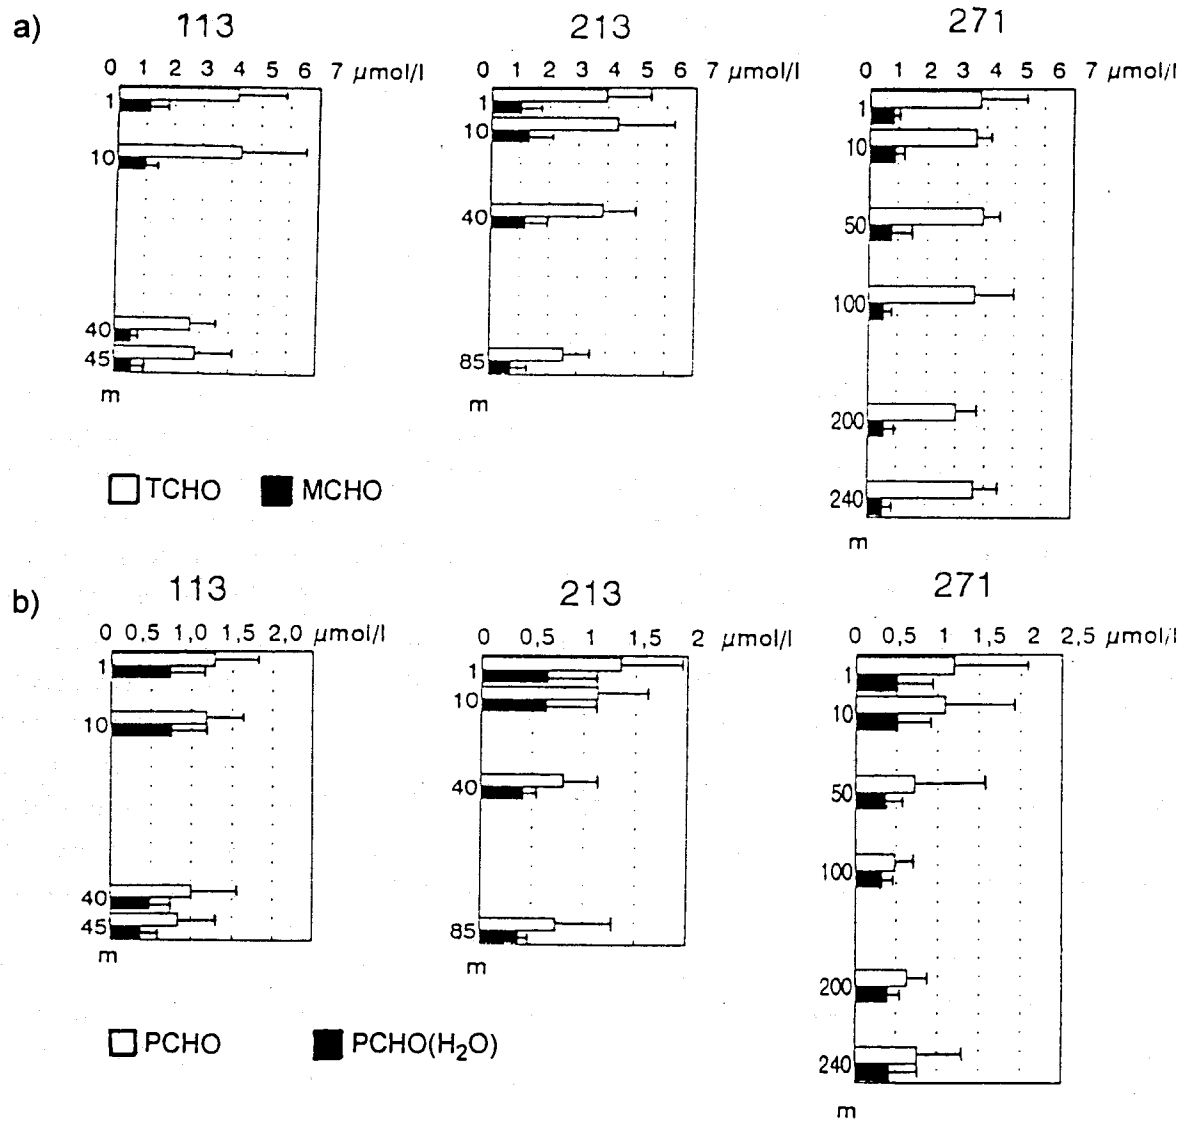 a)
113
0 1 2 3 4 5 6 7 µmol/l
1
10
40
45
m
213
0 1 2 3 4 5 6 7 µmol/l
1
10
40
85
m
271
0 1 2 3 4 5 6 7 µmol/l
1
10
50
100
200
240
m
TCHO MCHO
b)
113
0 0,5 1,0 1,5 2,0 µmol/l
1
10
40
45
m
213
0 0,5 1 1,5 2 µmol/l
1
10
40
85
m
271
0 0,5 1 1,5 2 2,5 µmol/l
1
10
50
100
200
240
m
PCHO PCHO(H₂O)